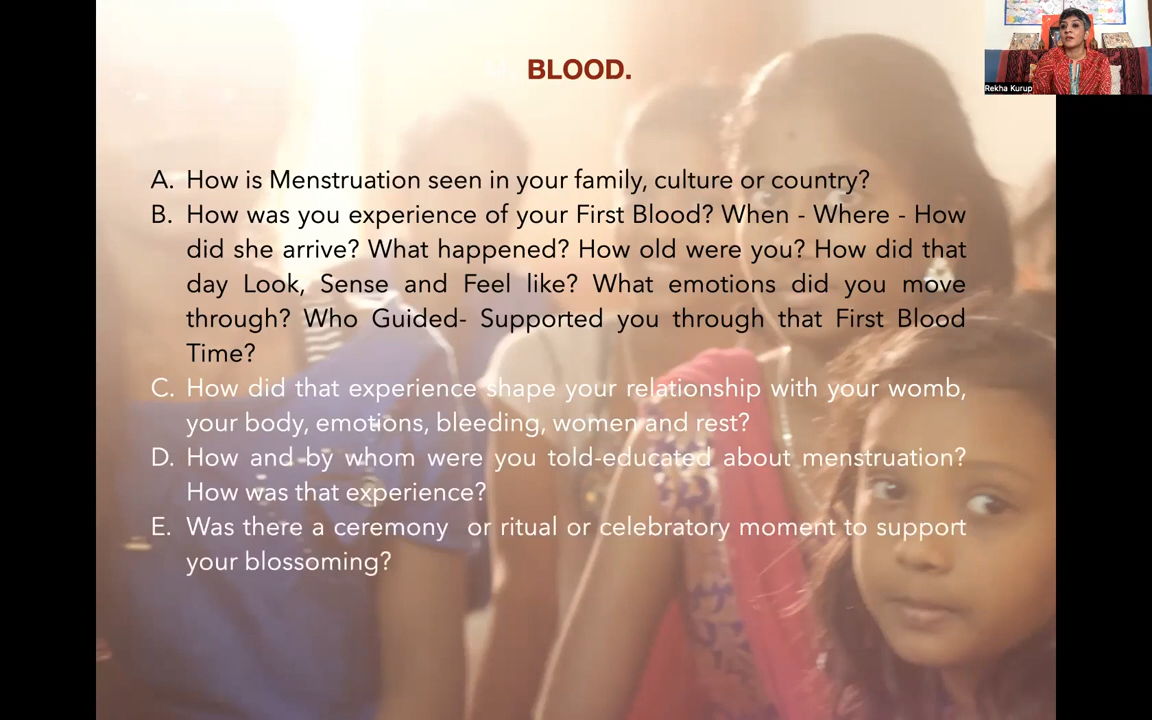 BLOOD.
Rekha Kurup
A. How is Menstruation seen in your family, culture or country?
B. How was you experience of your First Blood? When - Where - How
did she arrive? What happened? How old were you? How did that
day Look, Sense and Feel like? What emotions did you move
through? Who Guided- Supported you through that First Blood
Time?
C. How did that experience shape your relationship with your womb,
your body, emotions, bleeding, women and rest?
D. How and by whom were you told-educated about menstruation?
How was that experience?
E. Was there a ceremony or ritual or celebratory moment to support
your blossoming?